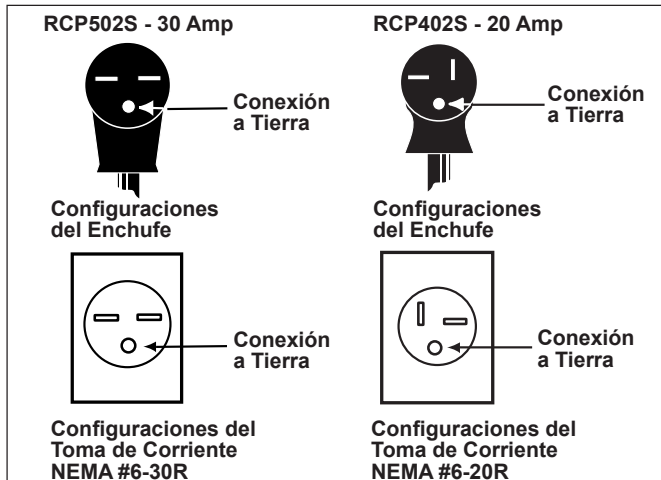 RCP502S - 30 Amp
Conexión
a Tierra
Configuraciones
del Enchufe
Conexión
a Tierra
Configuraciones del
Toma de Corriente
NEMA #6-30R
RCP402S - 20 Amp
Conexión
a Tierra
Configuraciones
del Enchufe
Conexión
a Tierra
Configuraciones del
Toma de Corriente
NEMA #6-20R